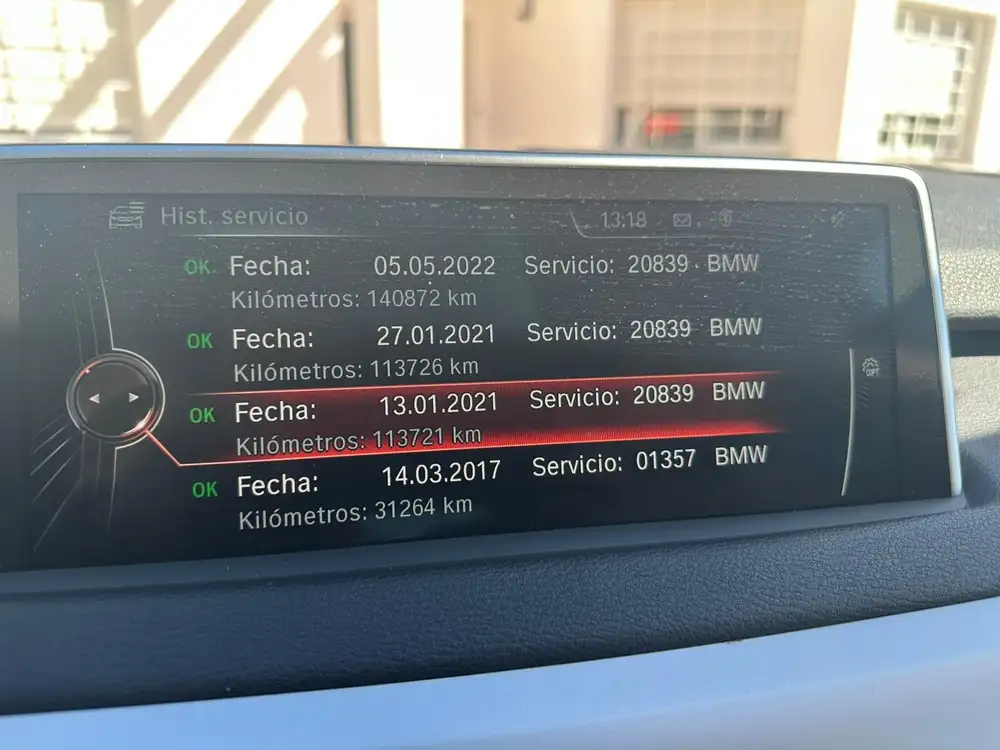 Hist. servicio 13:18
OK Fecha: 05.05.2022 Servicio: 20839 BMW
Kilómetros: 140872 km
OK Fecha: 27.01.2021 Servicio: 20839 BMW
Kilómetros: 113726 km
OK Fecha: 13.01.2021 Servicio: 20839 BMW
Kilómetros: 113721 km
OK Fecha: 14.03.2017 Servicio: 01357 BMW
Kilómetros: 31264 km
OPT